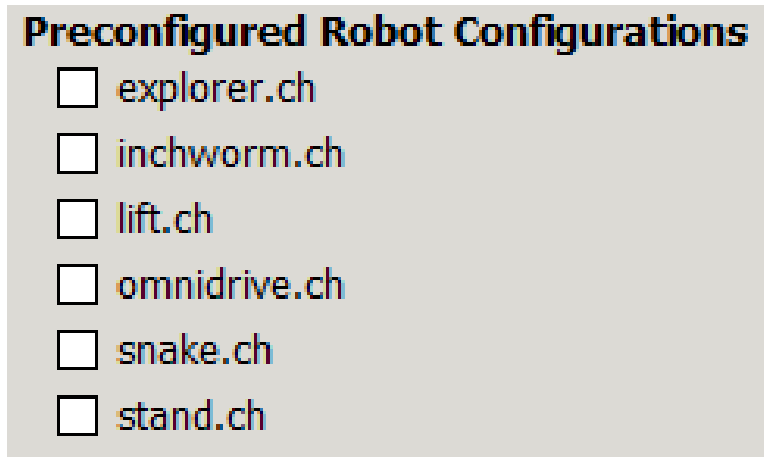 Preconfigured Robot Configurations
explorer.ch
inchworm.ch
lift.ch
omnidrive.ch
snake.ch
stand.ch